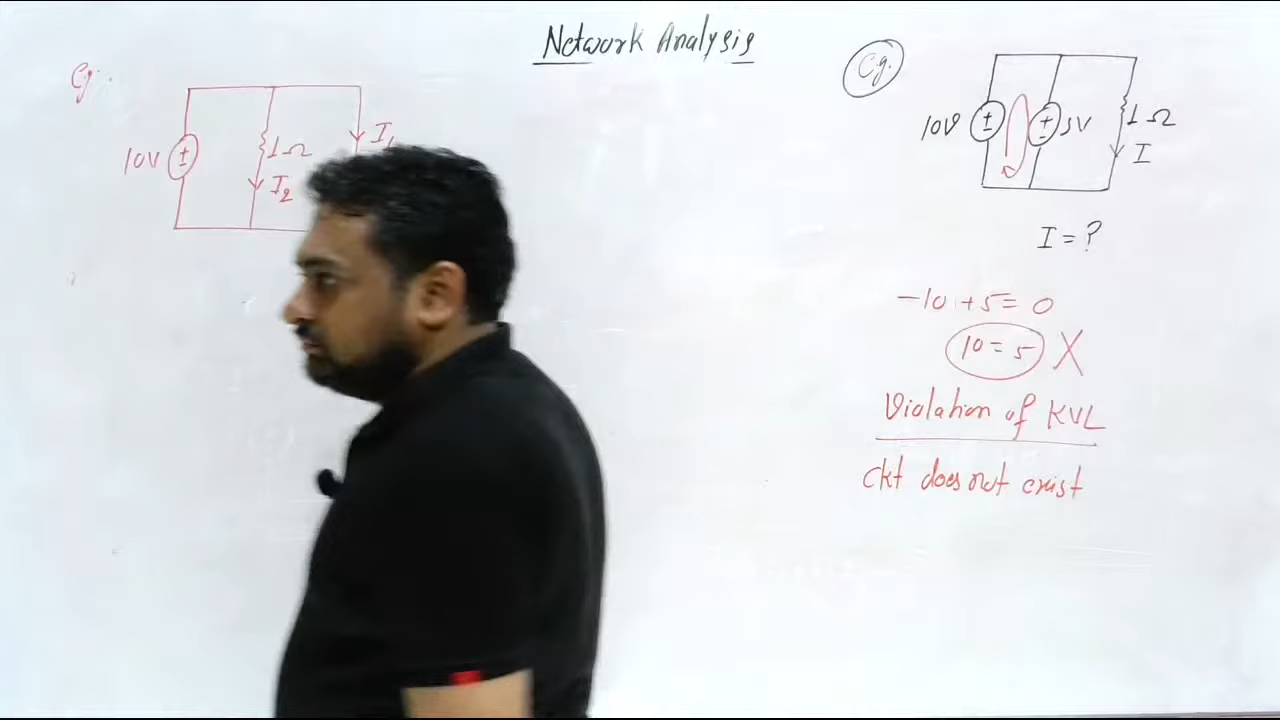 Network Analysis
Eg.
10V
1Ω
I₁
I₂
Eg.
10V
5V
1Ω
I
I = ?
-10 + 5 = 0
10 = 5 X
Violation of KVL
ckt does not exist